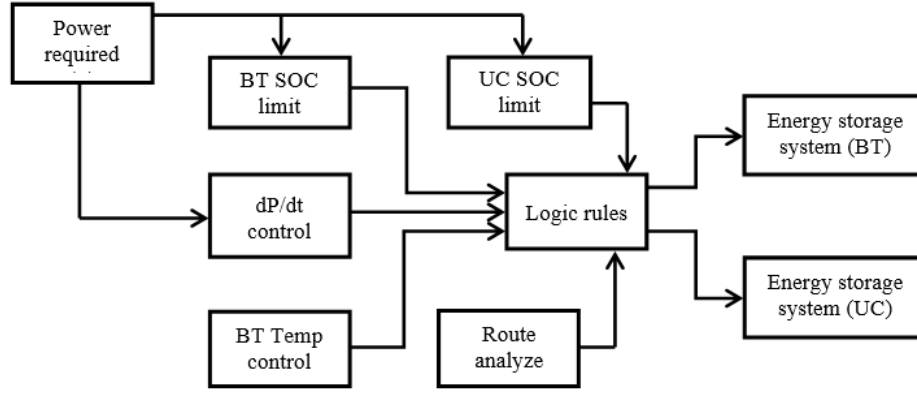 Power
required
BT SOC
limit
UC SOC
limit
Energy storage
system (BT)
dP/dt
control
Logic rules
Energy storage
system (UC)
BT Temp
control
Route
analyze